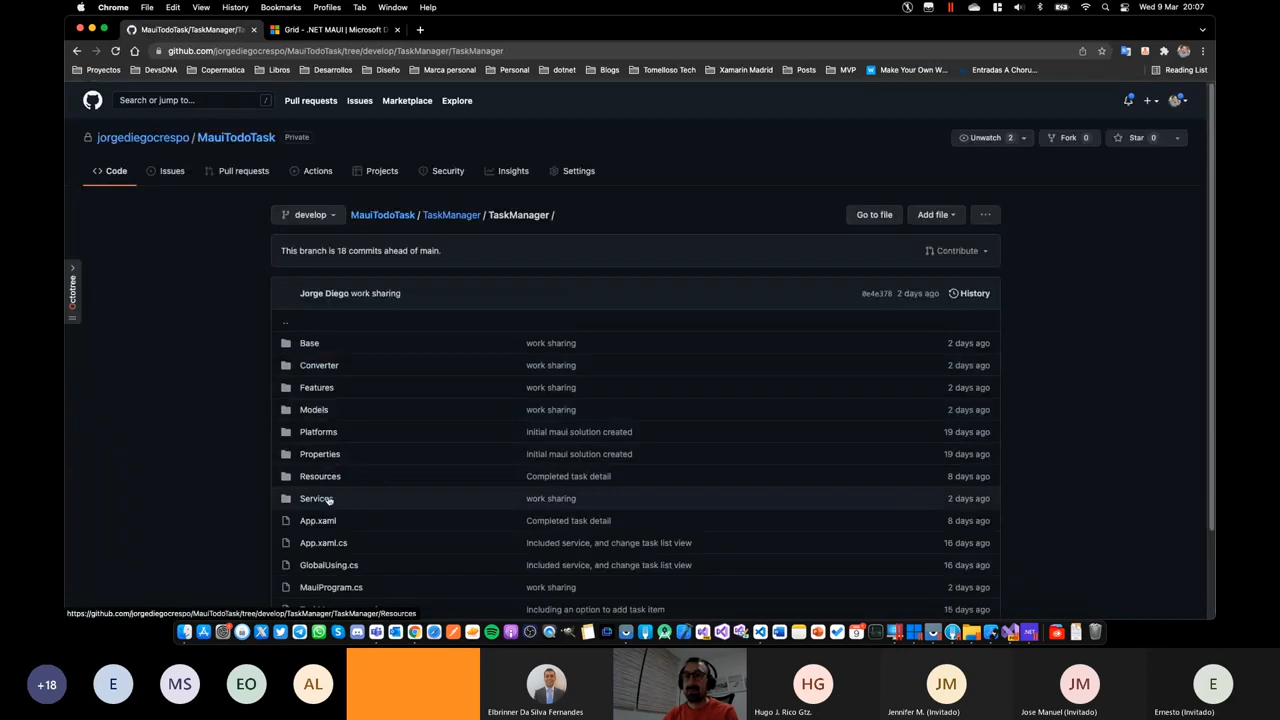 Chrome File Edit View History Bookmarks Profiles Tab Window Help Wed 9 Mar 20:07
MauiTodoTask/TaskManager/Ta Grid - .NET MAUI | Microsoft D
github.com/jorgediegocrespo/MauiTodoTask/tree/develop/TaskManager/TaskManager
Proyectos DevsDNA Copermatica Libros Desarrollos Diseño Marca personal Personal dotnet Blogs Tomelloso Tech Xamarin Madrid Posts MVP Make Your Own W... Entradas A Choru... Reading List
Search or jump to... / Pull requests Issues Marketplace Explore
jorgediegocrespo / MauiTodoTask Private Unwatch 2 Fork 0 Star 0
<> Code Issues Pull requests Actions Projects Security Insights Settings
develop MauiTodoTask / TaskManager / TaskManager / Go to file Add file ...
This branch is 18 commits ahead of main. Contribute
Octotree
Jorge Diego work sharing 0e4e378 2 days ago History
..
Base work sharing 2 days ago
Converter work sharing 2 days ago
Features work sharing 2 days ago
Models work sharing 2 days ago
Platforms initial maui solution created 19 days ago
Properties initial maui solution created 19 days ago
Resources Completed task detail 8 days ago
Services work sharing 2 days ago
App.xaml Completed task detail 8 days ago
App.xaml.cs Included service, and change task list view 16 days ago
GlobalUsing.cs Included service, and change task list view 16 days ago
MauiProgram.cs work sharing 2 days ago
Including an option to add task item 15 days ago
https://github.com/jorgediegocrespo/MauiTodoTask/tree/develop/TaskManager/TaskManager/Resources
+18 E MS EO AL HG JM JM E
Elbrinner Da Silva Fernandes Hugo J. Rico Gtz. Jennifer M. (Invitado) Jose Manuel (Invitado) Ernesto (Invitado)